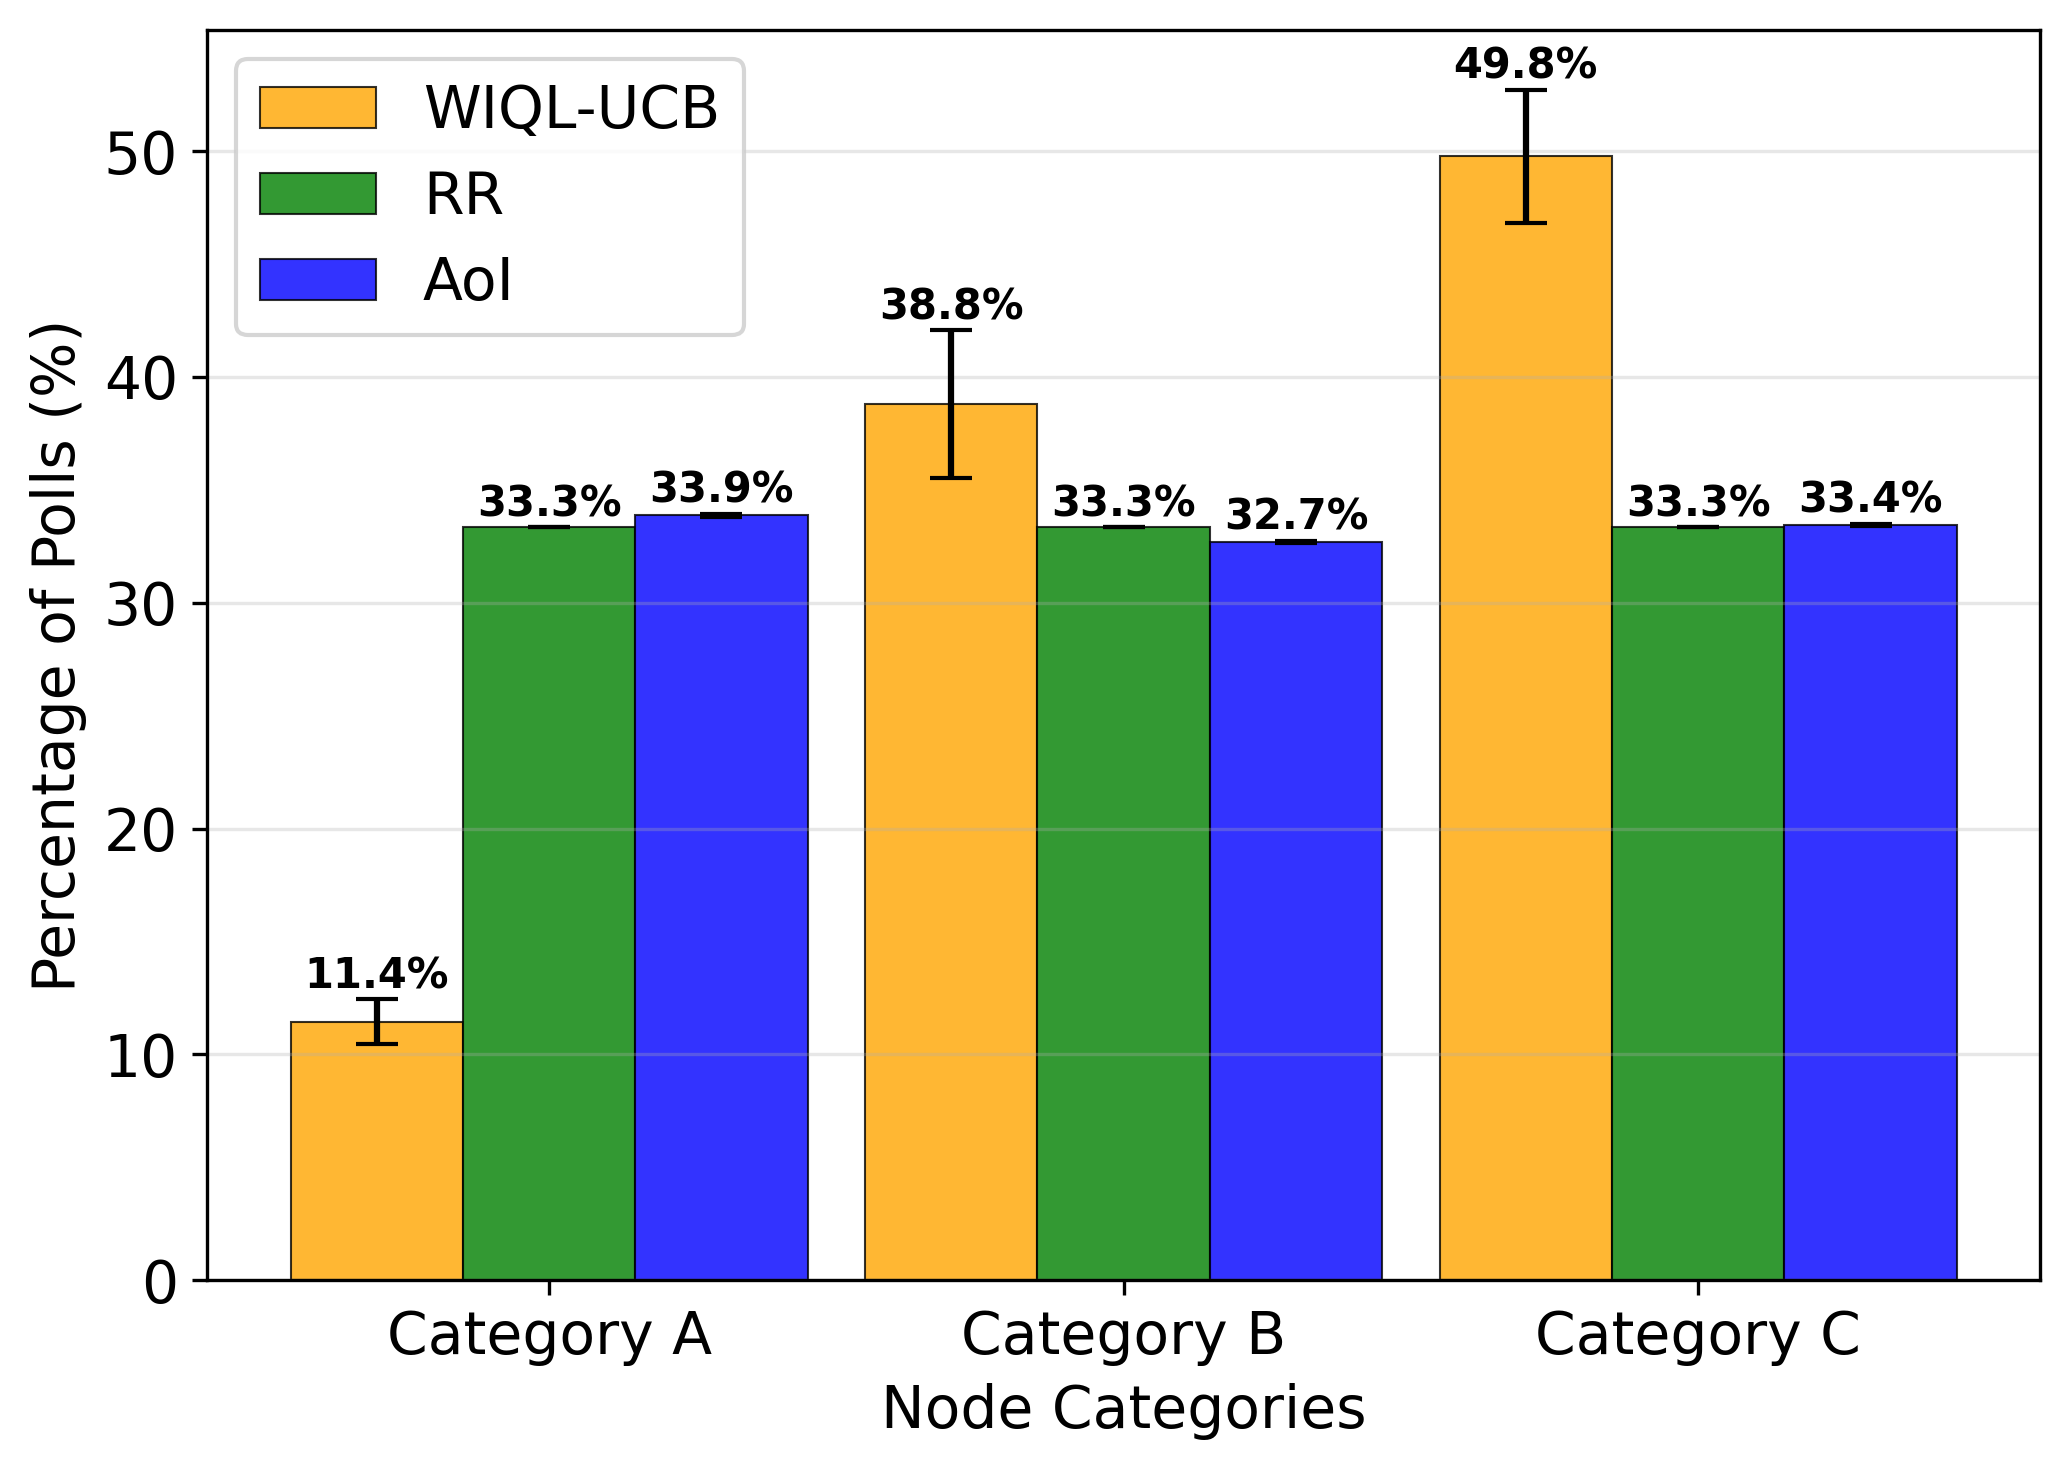 49.8%
WIQL-UCB
RR
AoI
38.8%
33.3% 33.9%
33.3% 32.7%
33.3% 33.4%
11.4%
50
40
30
20
10
0
Percentage of Polls (%)
Category A Category B Category C
Node Categories